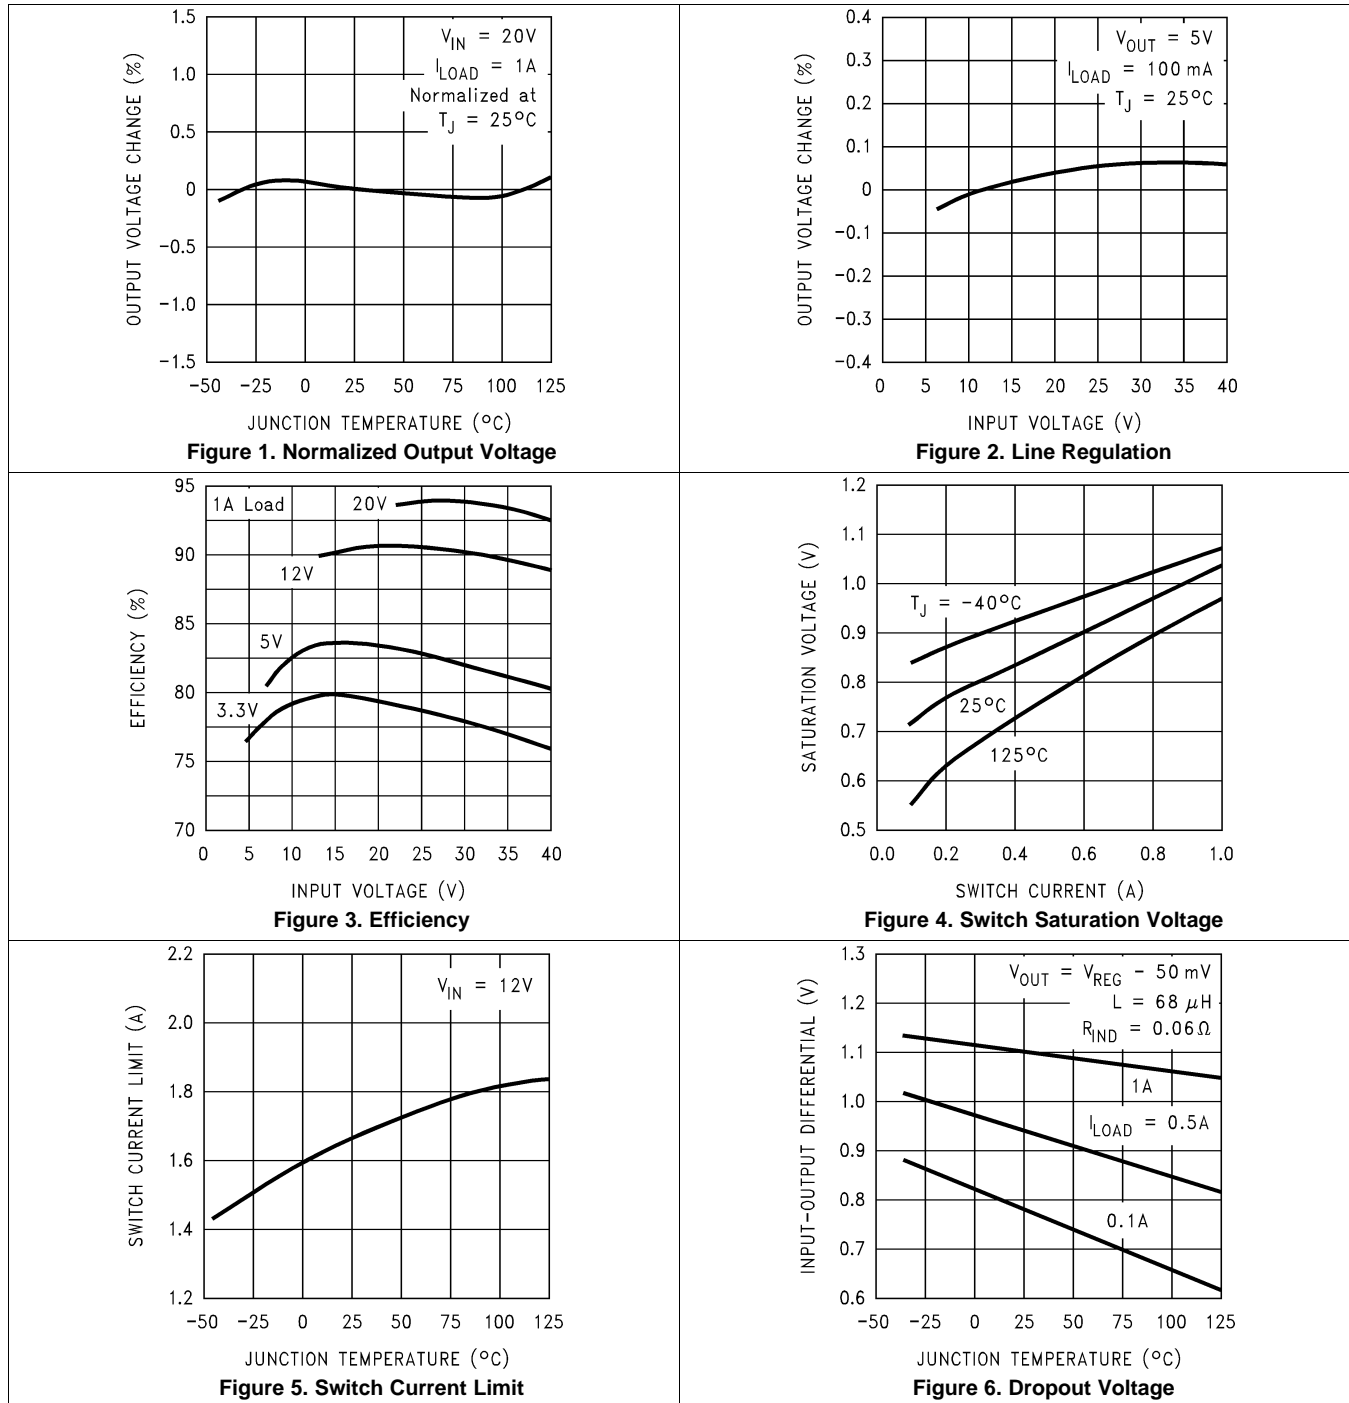 1.5
1.0
0.5
0
-0.5
-1.0
-1.5
OUTPUT VOLTAGE CHANGE (%)
V_IN = 20V
I_LOAD = 1A
Normalized at
T_J = 25°C
-50 -25 0 25 50 75 100 125
JUNCTION TEMPERATURE (°C)
Figure 1. Normalized Output Voltage
0.4
0.3
0.2
0.1
0
-0.1
-0.2
-0.3
-0.4
OUTPUT VOLTAGE CHANGE (%)
V_OUT = 5V
I_LOAD = 100 mA
T_J = 25°C
0 5 10 15 20 25 30 35 40
INPUT VOLTAGE (V)
Figure 2. Line Regulation
95
90
85
80
75
70
EFFICIENCY (%)
1A Load
20V
12V
5V
3.3V
0 5 10 15 20 25 30 35 40
INPUT VOLTAGE (V)
Figure 3. Efficiency
1.2
1.1
1.0
0.9
0.8
0.7
0.6
0.5
SATURATION VOLTAGE (V)
T_J = -40°C
25°C
125°C
0.0 0.2 0.4 0.6 0.8 1.0
SWITCH CURRENT (A)
Figure 4. Switch Saturation Voltage
2.2
2.0
1.8
1.6
1.4
1.2
SWITCH CURRENT LIMIT (A)
V_IN = 12V
-50 -25 0 25 50 75 100 125
JUNCTION TEMPERATURE (°C)
Figure 5. Switch Current Limit
1.3
1.2
1.1
1.0
0.9
0.8
0.7
0.6
INPUT-OUTPUT DIFFERENTIAL (V)
V_OUT = V_REG - 50 mV
L = 68 μH
R_IND = 0.06Ω
1A
I_LOAD = 0.5A
0.1A
-50 -25 0 25 50 75 100 125
JUNCTION TEMPERATURE (°C)
Figure 6. Dropout Voltage